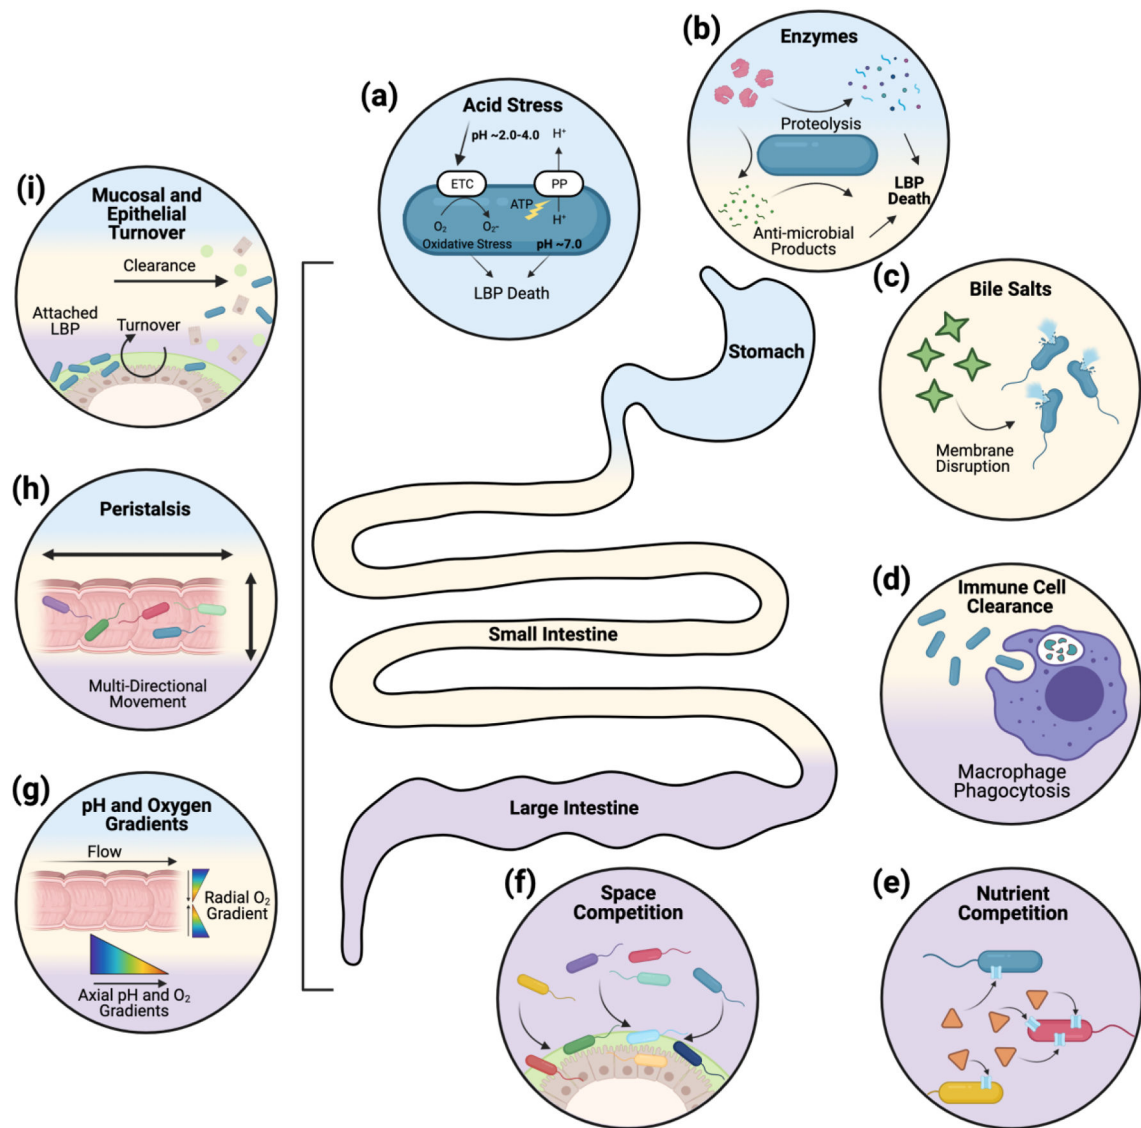 (a)
Acid Stress
pH ~2.0-4.0
H⁺
ETC
PP
ATP
O₂
O₂-
H⁺
Oxidative Stress
pH ~7.0
LBP Death
(b)
Enzymes
Proteolysis
LBP
Death
Anti-microbial
Products
(c)
Bile Salts
Membrane
Disruption
(d)
Immune Cell
Clearance
Macrophage
Phagocytosis
(e)
Nutrient
Competition
(f)
Space
Competition
(g)
pH and Oxygen
Gradients
Flow
Radial O₂
Gradient
Axial pH and O₂
Gradients
(h)
Peristalsis
Multi-Directional
Movement
(i)
Mucosal and
Epithelial
Turnover
Clearance
Attached
LBP
Turnover
Stomach
Small Intestine
Large Intestine